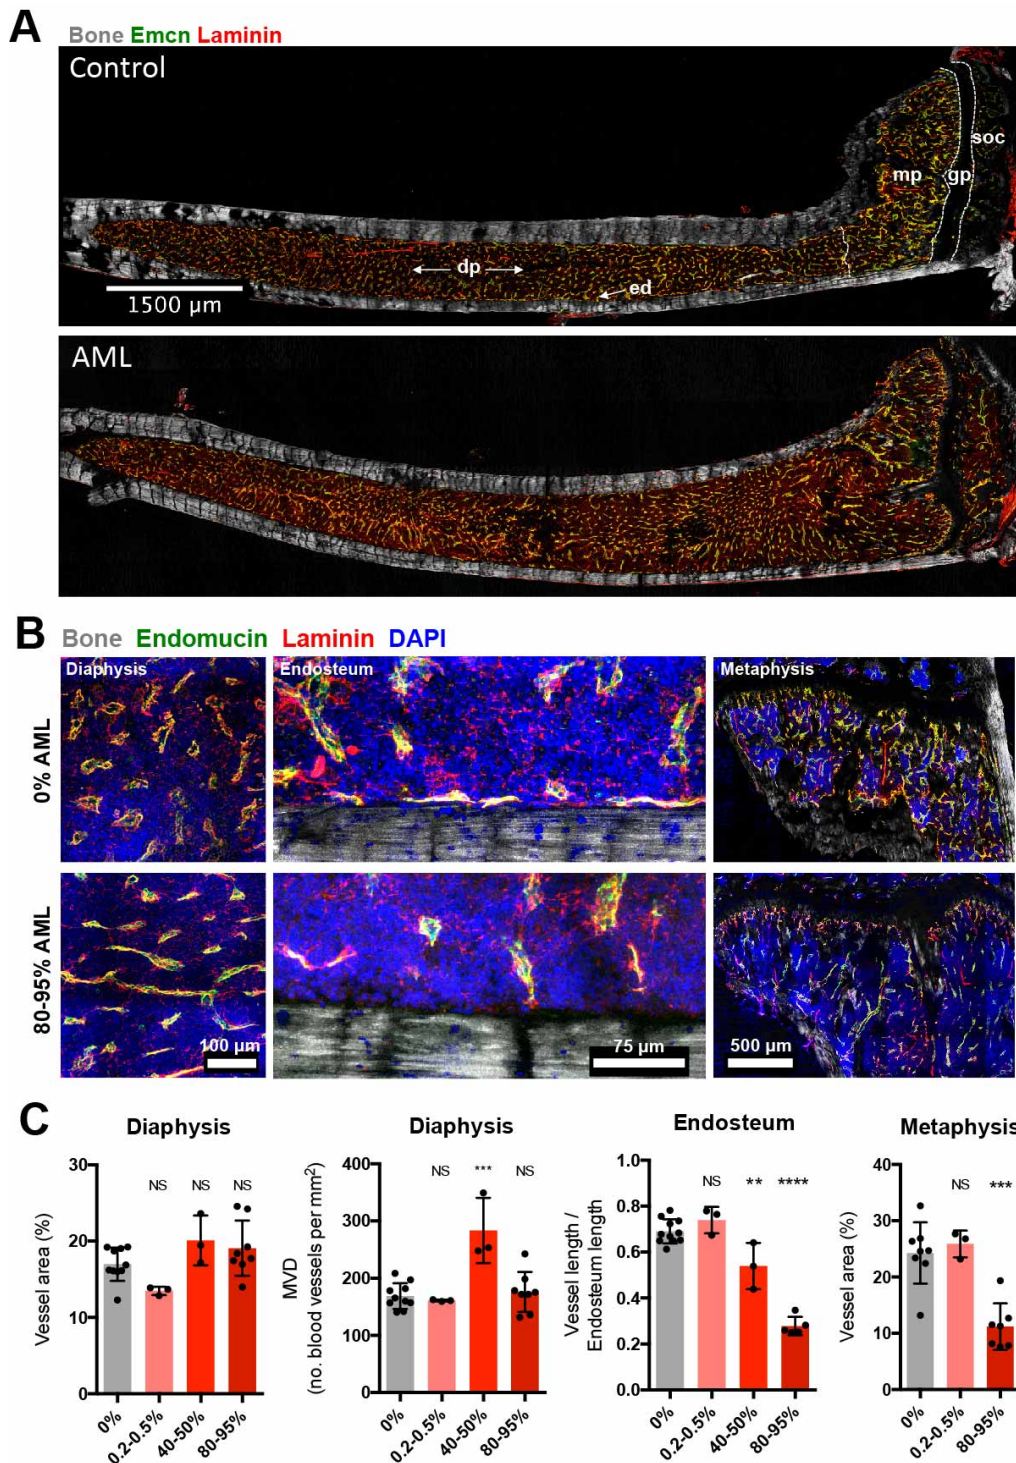 A
Bone Emcn Laminin
Control
soc
mp
gp
dp
ed
1500 µm
AML
B
Bone Endomucin Laminin DAPI
Diaphysis
Endosteum
Metaphysis
0% AML
80-95% AML
100 µm
75 µm
500 µm
C
Diaphysis
Vessel area (%)
30
20
10
0
NS
NS
NS
0%
0.2-0.5%
40-50%
80-95%
Diaphysis
MVD
(no. blood vessels per mm²)
400
300
200
100
0
NS
***
NS
0%
0.2-0.5%
40-50%
80-95%
Endosteum
Vessel length /
Endosteum length
1.0
0.8
0.6
0.4
0.2
0.0
NS
**
****
0%
0.2-0.5%
40-50%
80-95%
Metaphysis
Vessel area (%)
40
30
20
10
0
NS
***
0%
0.2-0.5%
80-95%